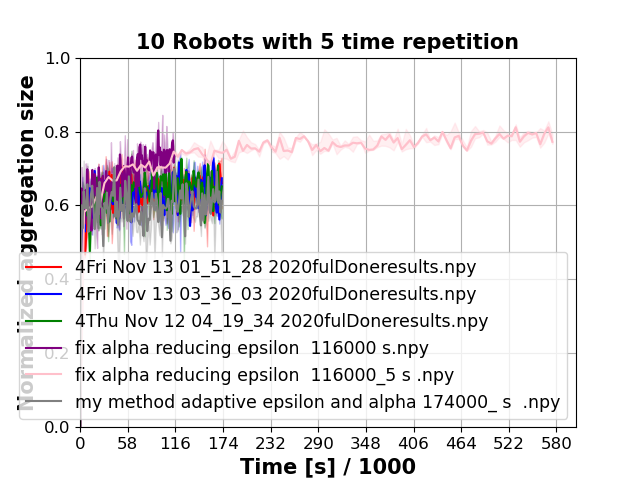 10 Robots with 5 time repetition
Normalized aggregation size
1.0
0.8
0.6
0.4
0.2
0.0
4Fri Nov 13 01_51_28 2020fulDoneresults.npy
4Fri Nov 13 03_36_03 2020fulDoneresults.npy
4Thu Nov 12 04_19_34 2020fulDoneresults.npy
fix alpha reducing epsilon  116000 s.npy
fix alpha reducing epsilon  116000_5 s .npy
my method adaptive epsilon and alpha 174000_ s  .npy
0 58 116 174 232 290 348 406 464 522 580
Time [s] / 1000